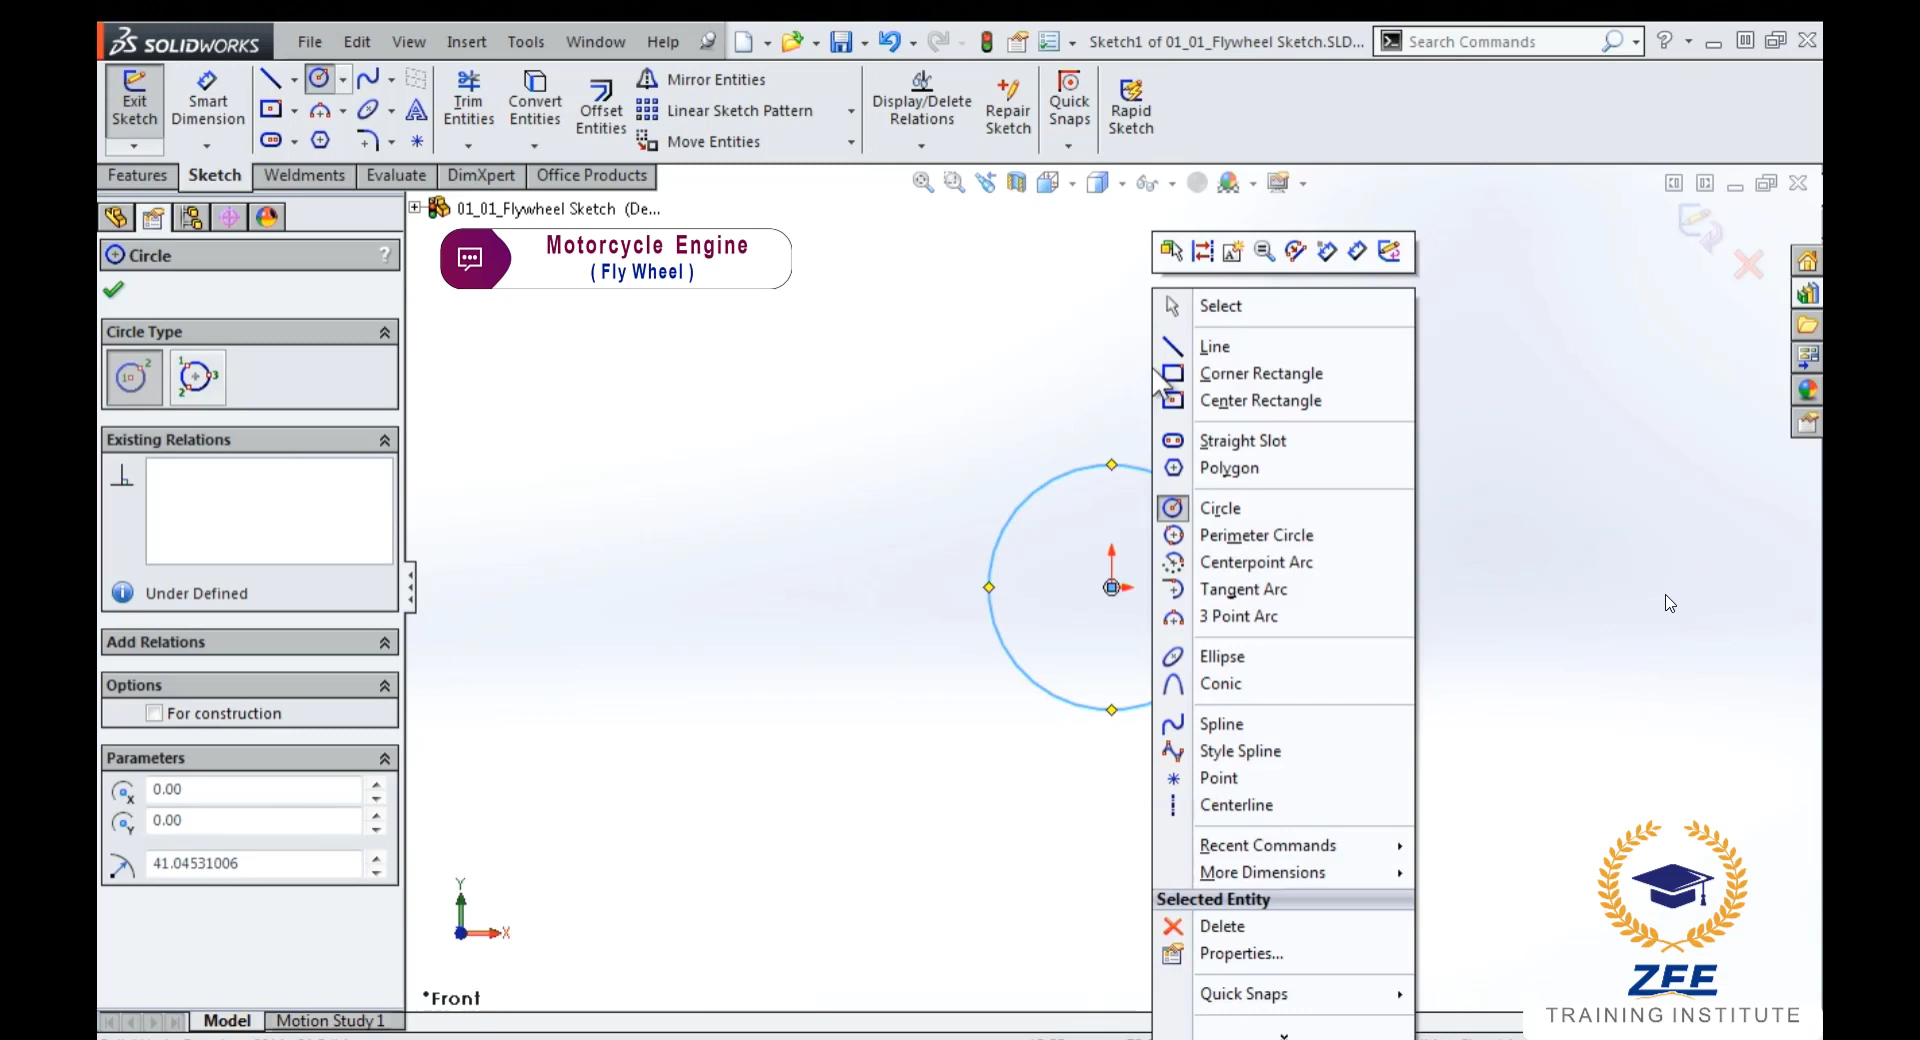 SOLIDWORKS
File Edit View Insert Tools Window Help
Sketch1 of 01_01_Flywheel Sketch.SLD...
Search Commands
Exit Sketch
Smart Dimension
Trim Entities
Convert Entities
Offset Entities
Mirror Entities
Linear Sketch Pattern
Move Entities
Display/Delete Relations
Repair Sketch
Quick Snaps
Rapid Sketch
Features Sketch Weldments Evaluate DimXpert Office Products
01_01_Flywheel Sketch (De...
Motorcycle Engine
( Fly Wheel )
Circle ?
Circle Type
Existing Relations
Under Defined
Add Relations
Options
For construction
Parameters
0.00
0.00
41.04531006
Select
Line
Corner Rectangle
Center Rectangle
Straight Slot
Polygon
Circle
Perimeter Circle
Centerpoint Arc
Tangent Arc
3 Point Arc
Ellipse
Conic
Spline
Style Spline
Point
Centerline
Recent Commands
More Dimensions
Selected Entity
Delete
Properties...
Quick Snaps
Y
X
*Front
Model Motion Study 1
ZFE
TRAINING INSTITUTE